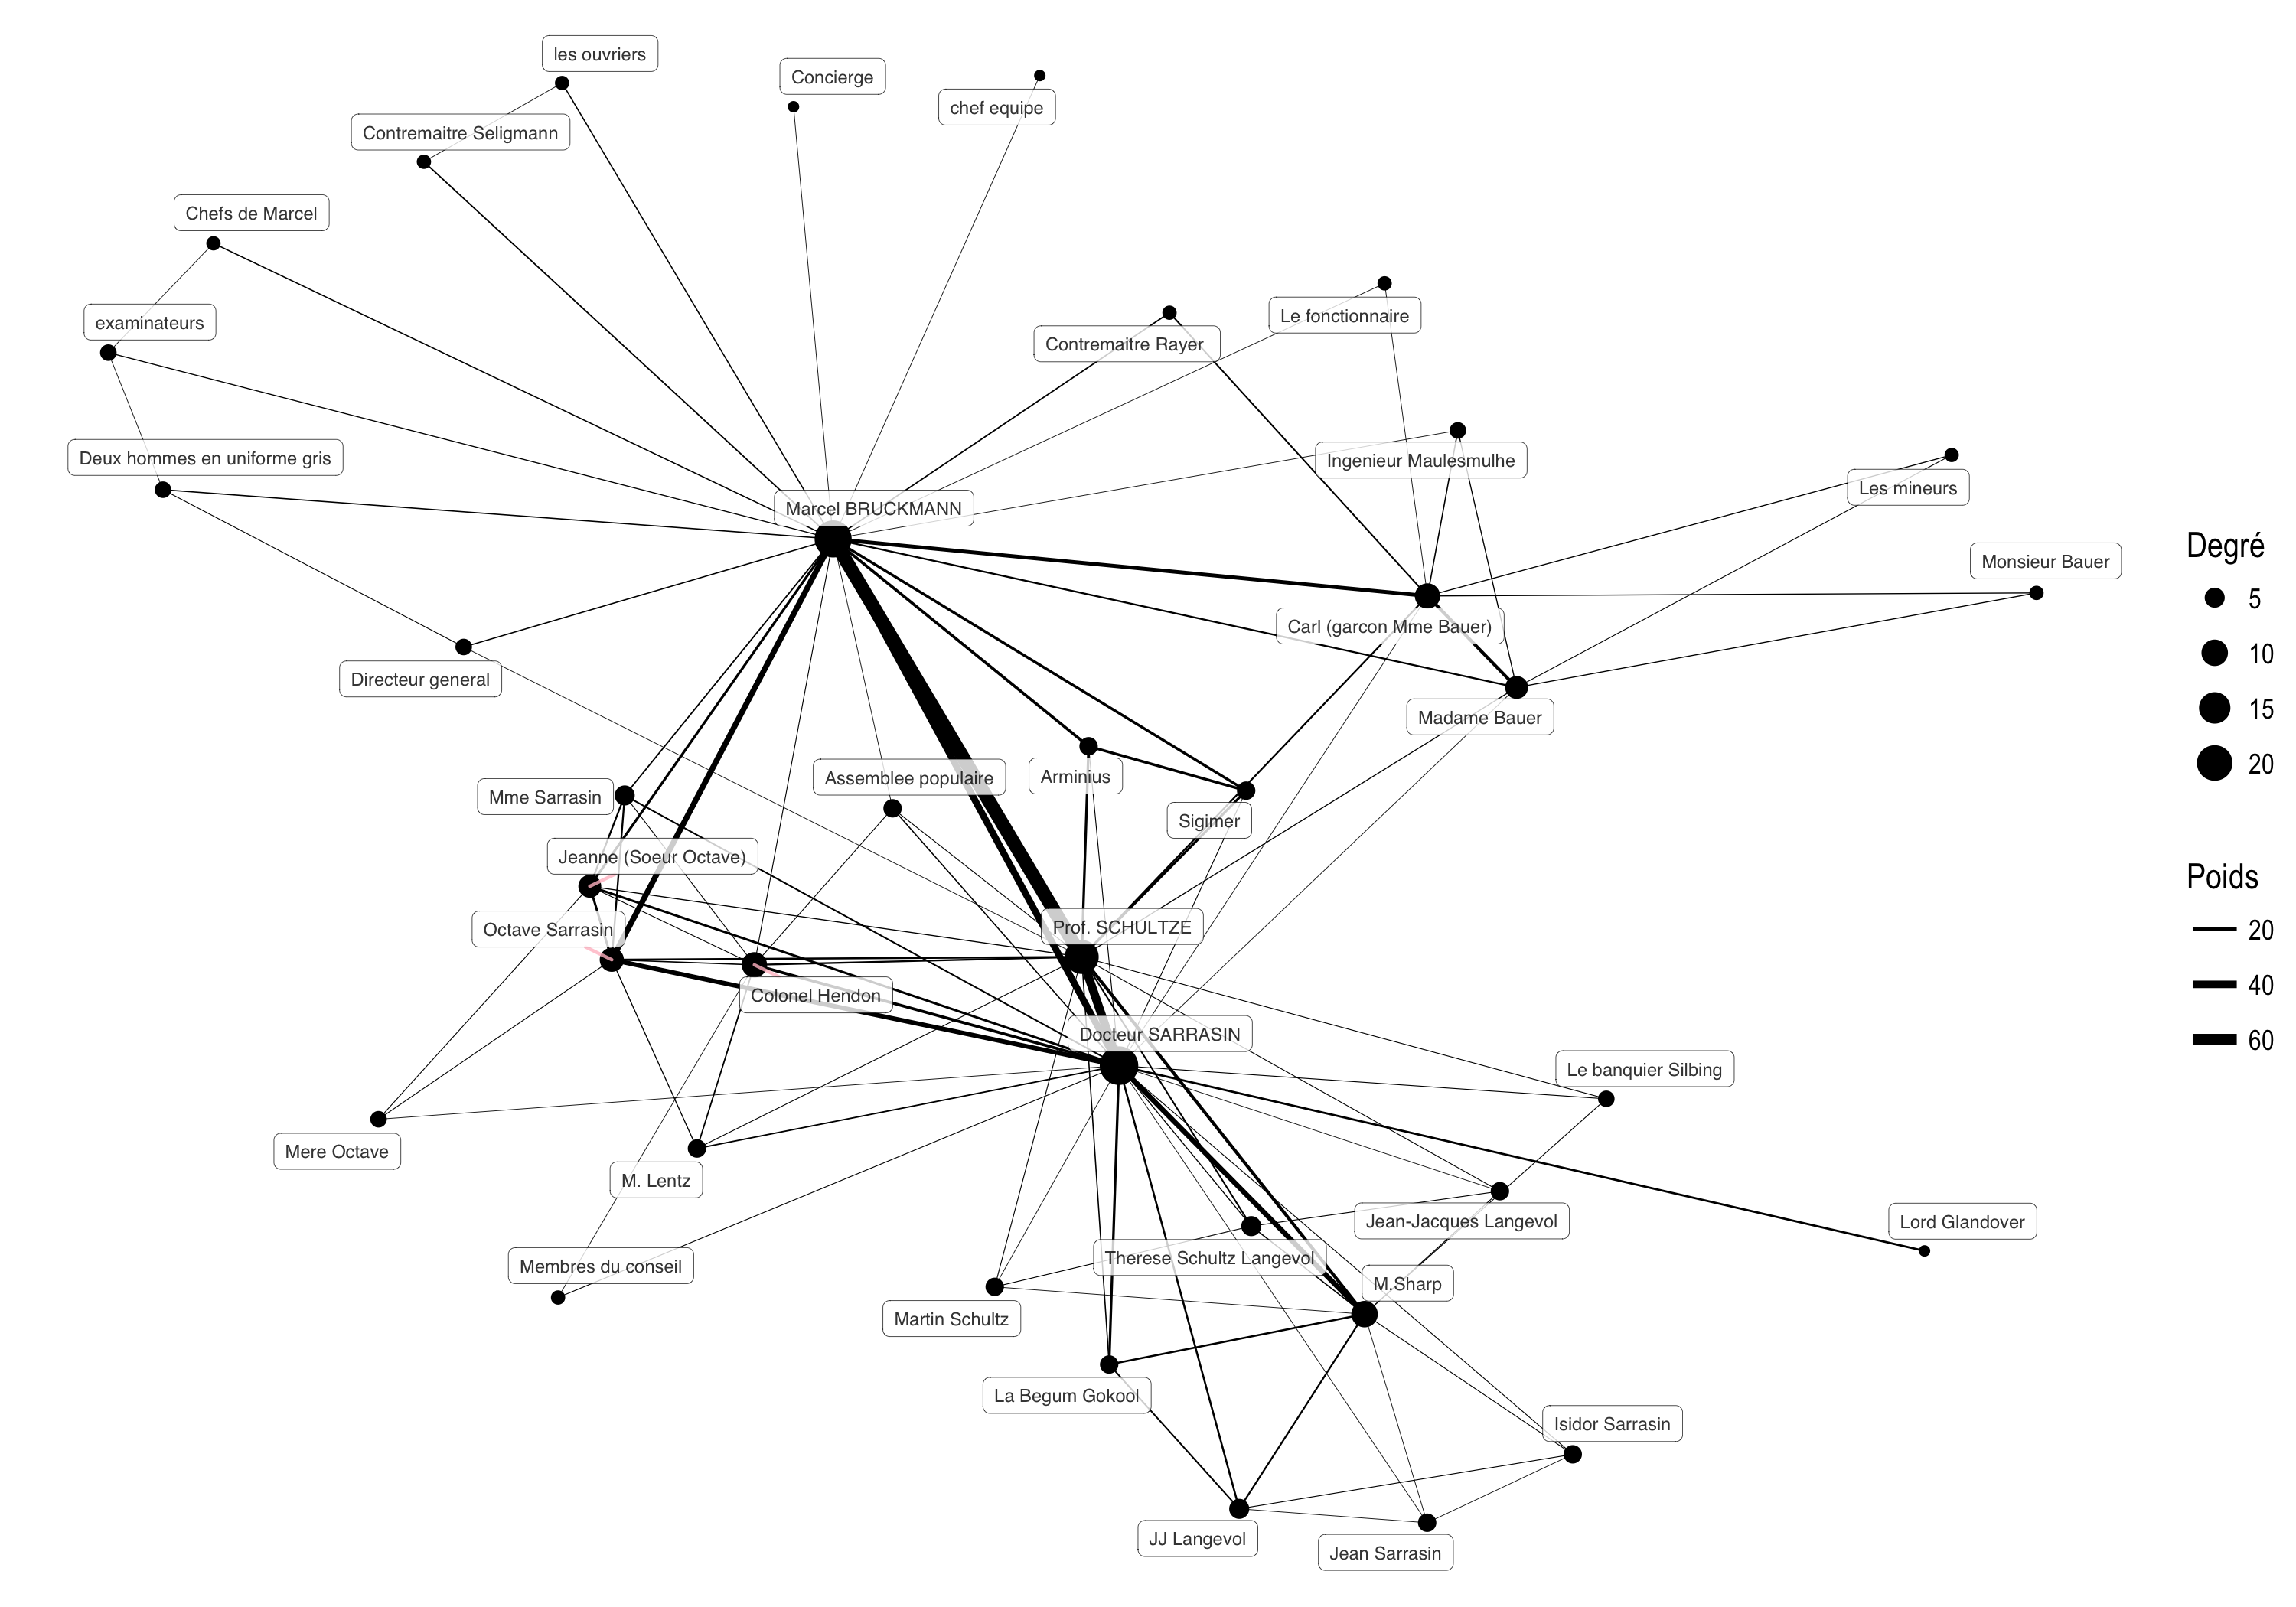 les ouvriers
Concierge
chef equipe
Contremaitre Seligmann
Chefs de Marcel
examinateurs
Le fonctionnaire
Contremaitre Rayer
Deux hommes en uniforme gris
Ingenieur Maulesmulhe
Les mineurs
Marcel BRUCKMANN
Monsieur Bauer
Carl (garcon Mme Bauer)
Directeur general
Madame Bauer
Mme Sarrasin
Assemblee populaire
Arminius
Sigimer
Jeanne (Soeur Octave)
Octave Sarrasin
Prof. SCHULTZE
Colonel Hendon
Docteur SARRASIN
Le banquier Silbing
Mere Octave
M. Lentz
Jean-Jacques Langevol
Lord Glandover
Therese Schultz Langevol
Membres du conseil
M.Sharp
Martin Schultz
La Begum Gokool
Isidor Sarrasin
JJ Langevol
Jean Sarrasin
Degré
5
10
15
20
Poids
20
40
60